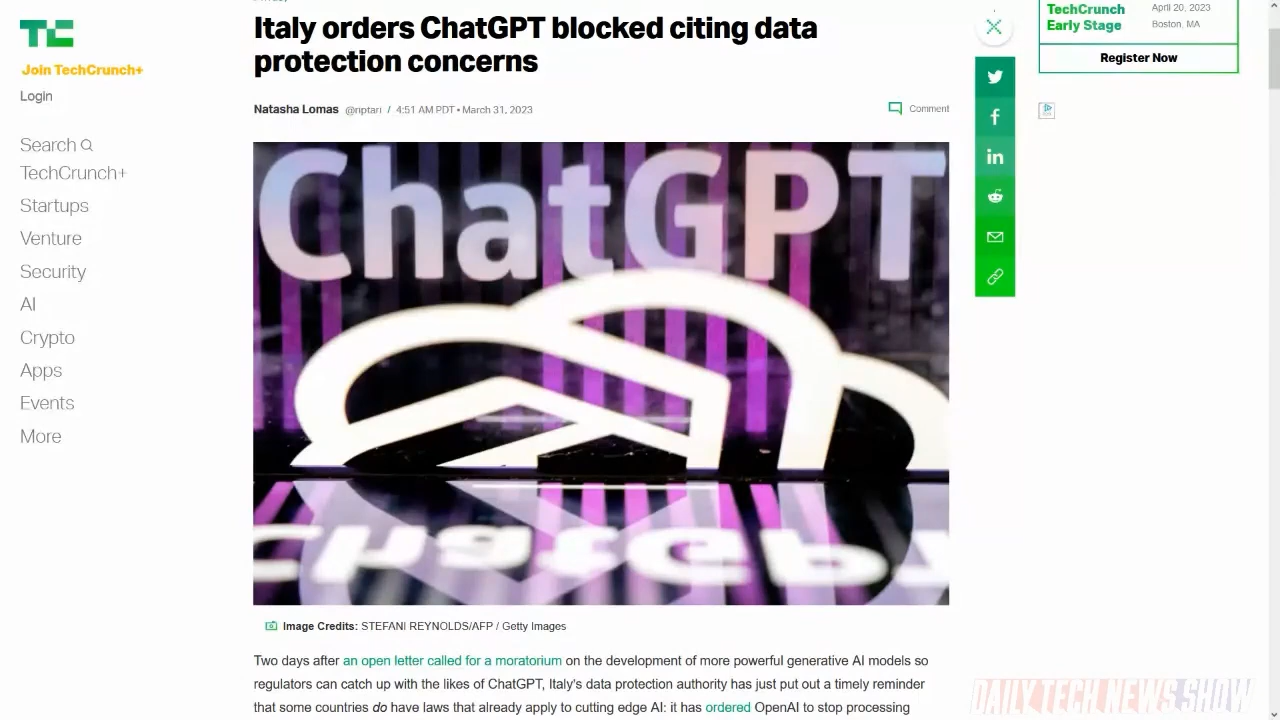 TC
Join TechCrunch+
Login
Search
TechCrunch+
Startups
Venture
Security
AI
Crypto
Apps
Events
More
Italy orders ChatGPT blocked citing data
protection concerns
Natasha Lomas @riptari / 4:51 AM PDT • March 31, 2023
Comment
ChatGPT
Image Credits: STEFANI REYNOLDS/AFP / Getty Images
Two days after an open letter called for a moratorium on the development of more powerful generative AI models so
regulators can catch up with the likes of ChatGPT, Italy's data protection authority has just put out a timely reminder
that some countries do have laws that already apply to cutting edge AI: it has ordered OpenAI to stop processing
TechCrunch
Early Stage
April 20, 2023
Boston, MA
Register Now
DAILY TECH NEWS SHOW